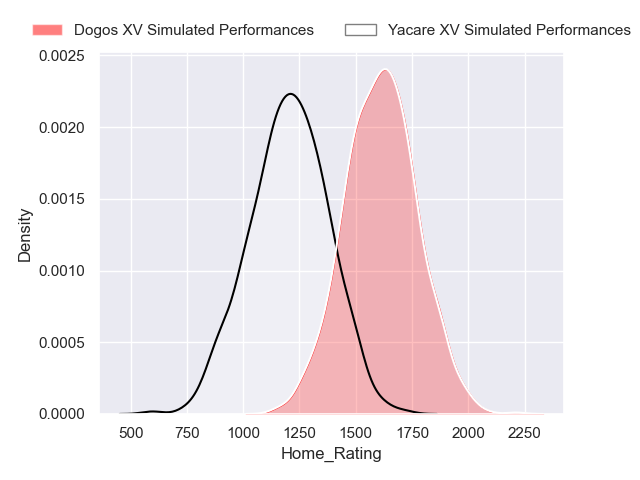 Dogos XV Simulated Performances Yacare XV Simulated Performances
0.0025
0.0020
0.0015
0.0010
0.0005
0.0000
Density
500 750 1000 1250 1500 1750 2000 2250
Home_Rating